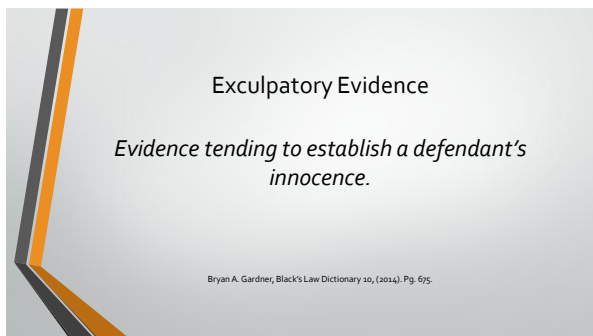 Exculpatory Evidence
Evidence tending to establish a defendant's
innocence.
Bryan A. Gardner, Black's Law Dictionary 10, (2014). Pg. 675.